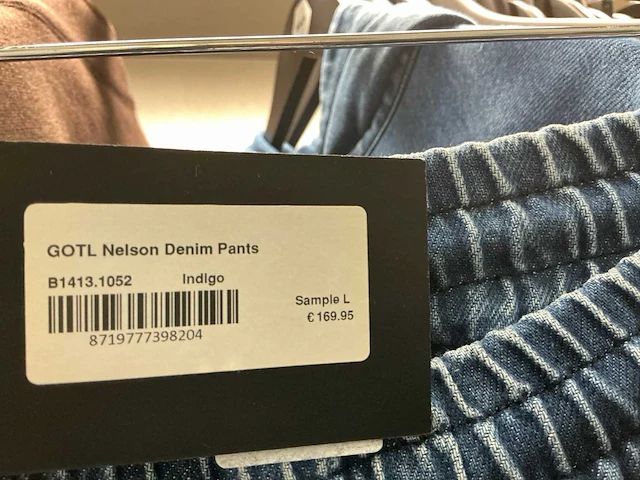 GOTL Nelson Denim Pants
B1413.1052 Indigo
Sample L
€ 169.95
8719777398204